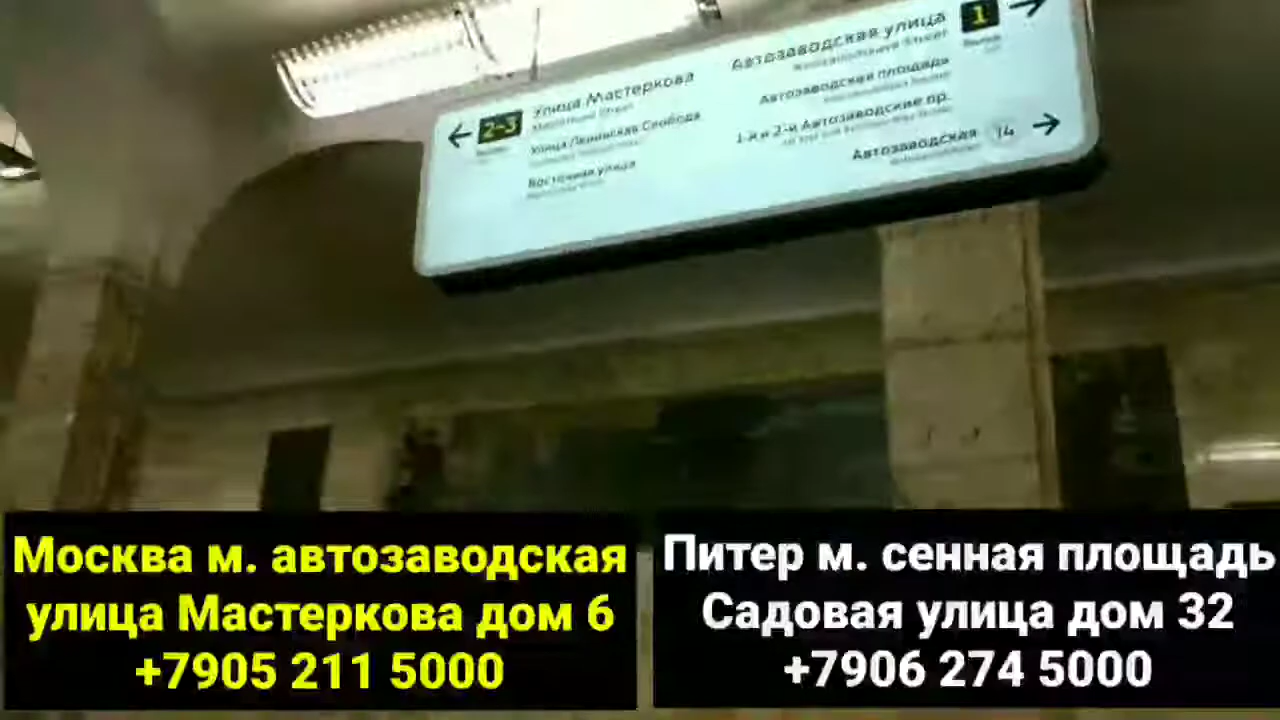 2-3
Улица Мастеркова
Улица Ленинская Слобода
Восточная улица
Автозаводская улица
1
Автозаводская площадь
1-й и 2-й Автозаводские пр.
Автозаводская 14
Москва м. автозаводская
улица Мастеркова дом 6
+7905 211 5000
Питер м. сенная площадь
Садовая улица дом 32
+7906 274 5000